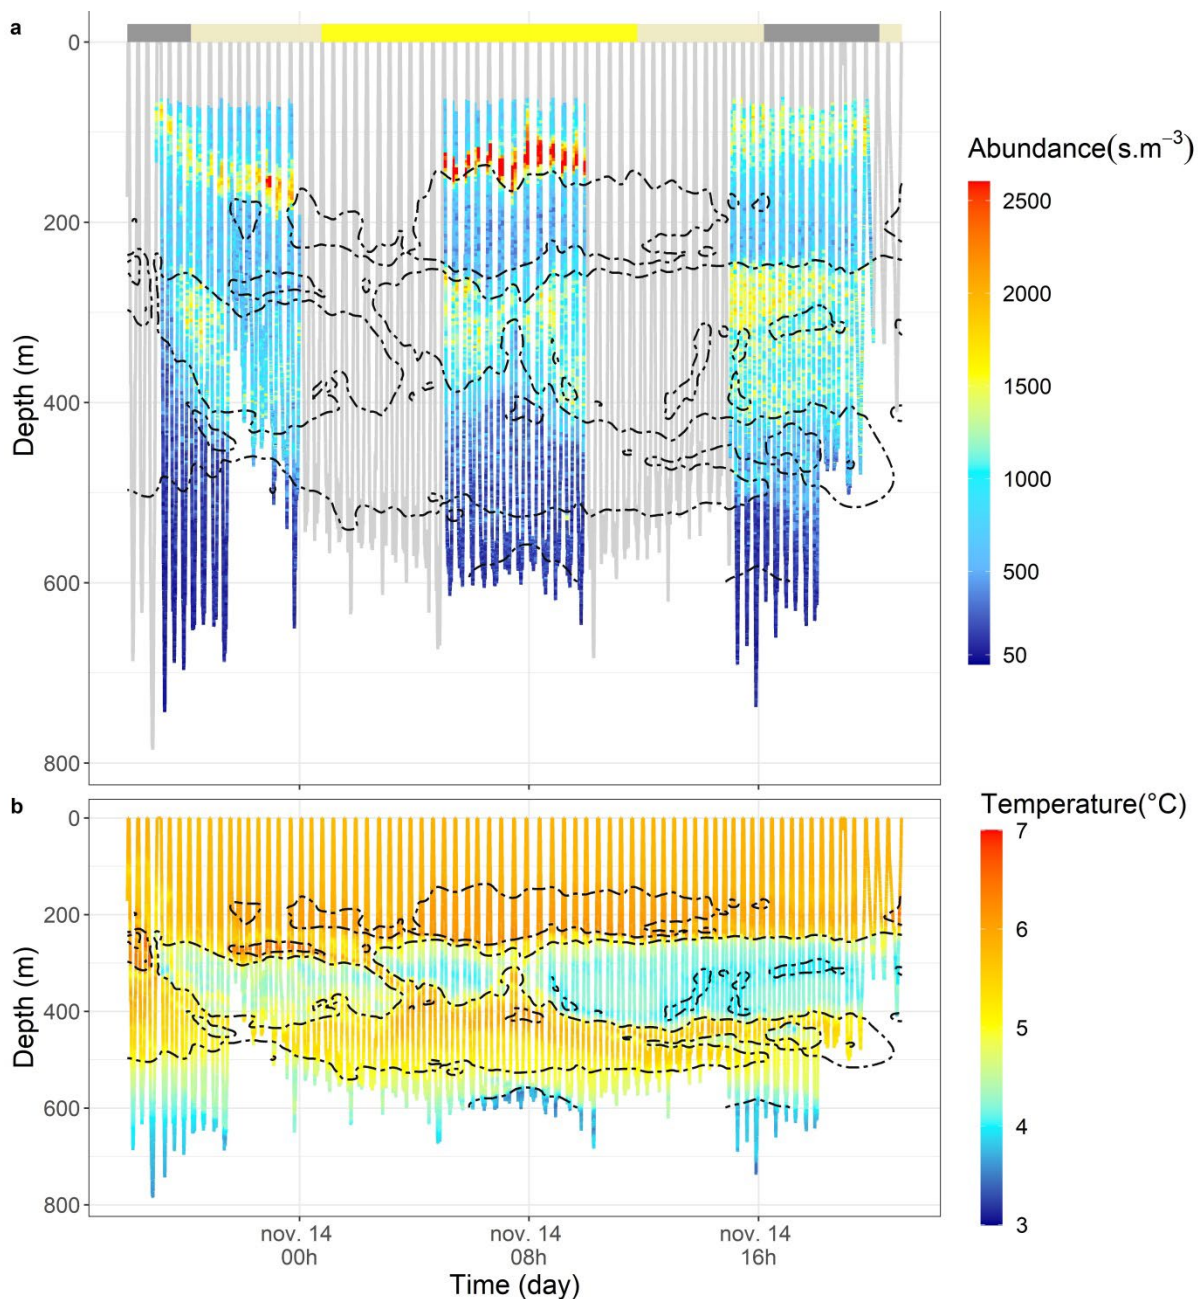 a
0
200
400
600
800
Depth (m)
Abundance(s.m⁻³)
2500
2000
1500
1000
500
50
b
0
200
400
600
800
Depth (m)
Temperature(°C)
7
6
5
4
3
nov. 14
00h
nov. 14
08h
nov. 14
16h
Time (day)